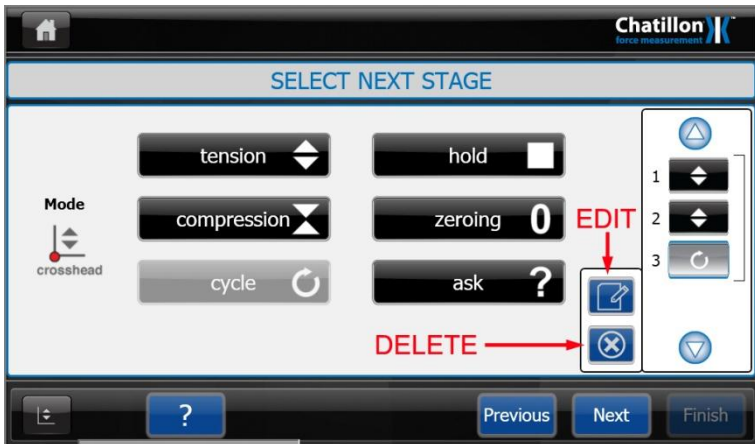 Chatillon
force measurement
SELECT NEXT STAGE
tension
hold
Mode
compression
zeroing 0
EDIT
crosshead
cycle
ask ?
DELETE
1
2
3
?
Previous
Next
Finish